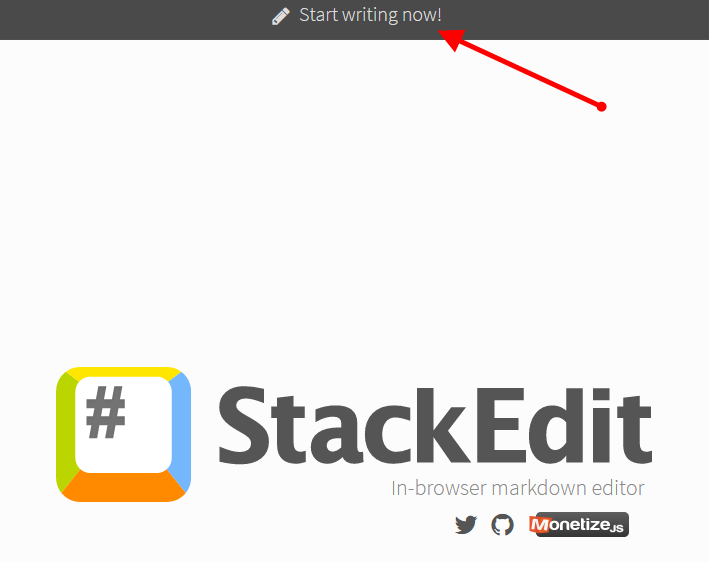 Start writing now!
#
StackEdit
In-browser markdown editor
MonetizeJS